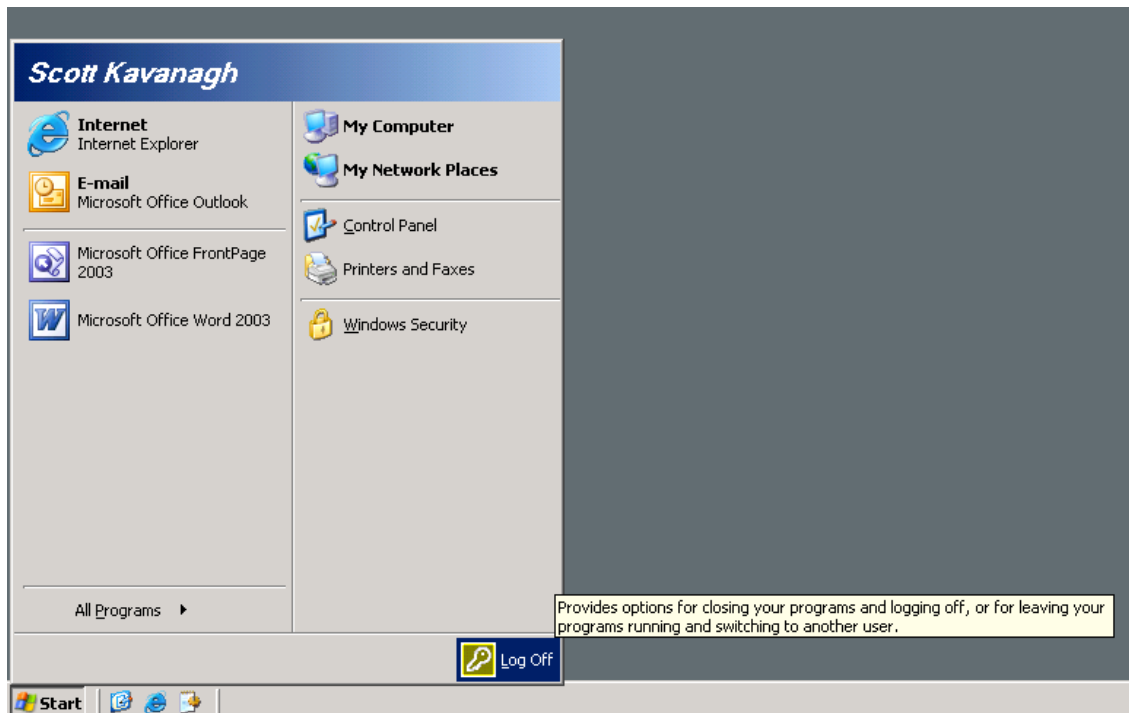 Scott Kavanagh
Internet
Internet Explorer
E-mail
Microsoft Office Outlook
Microsoft Office FrontPage
2003
Microsoft Office Word 2003
My Computer
My Network Places
Control Panel
Printers and Faxes
Windows Security
All Programs
Provides options for closing your programs and logging off, or for leaving your
programs running and switching to another user.
Log Off
Start